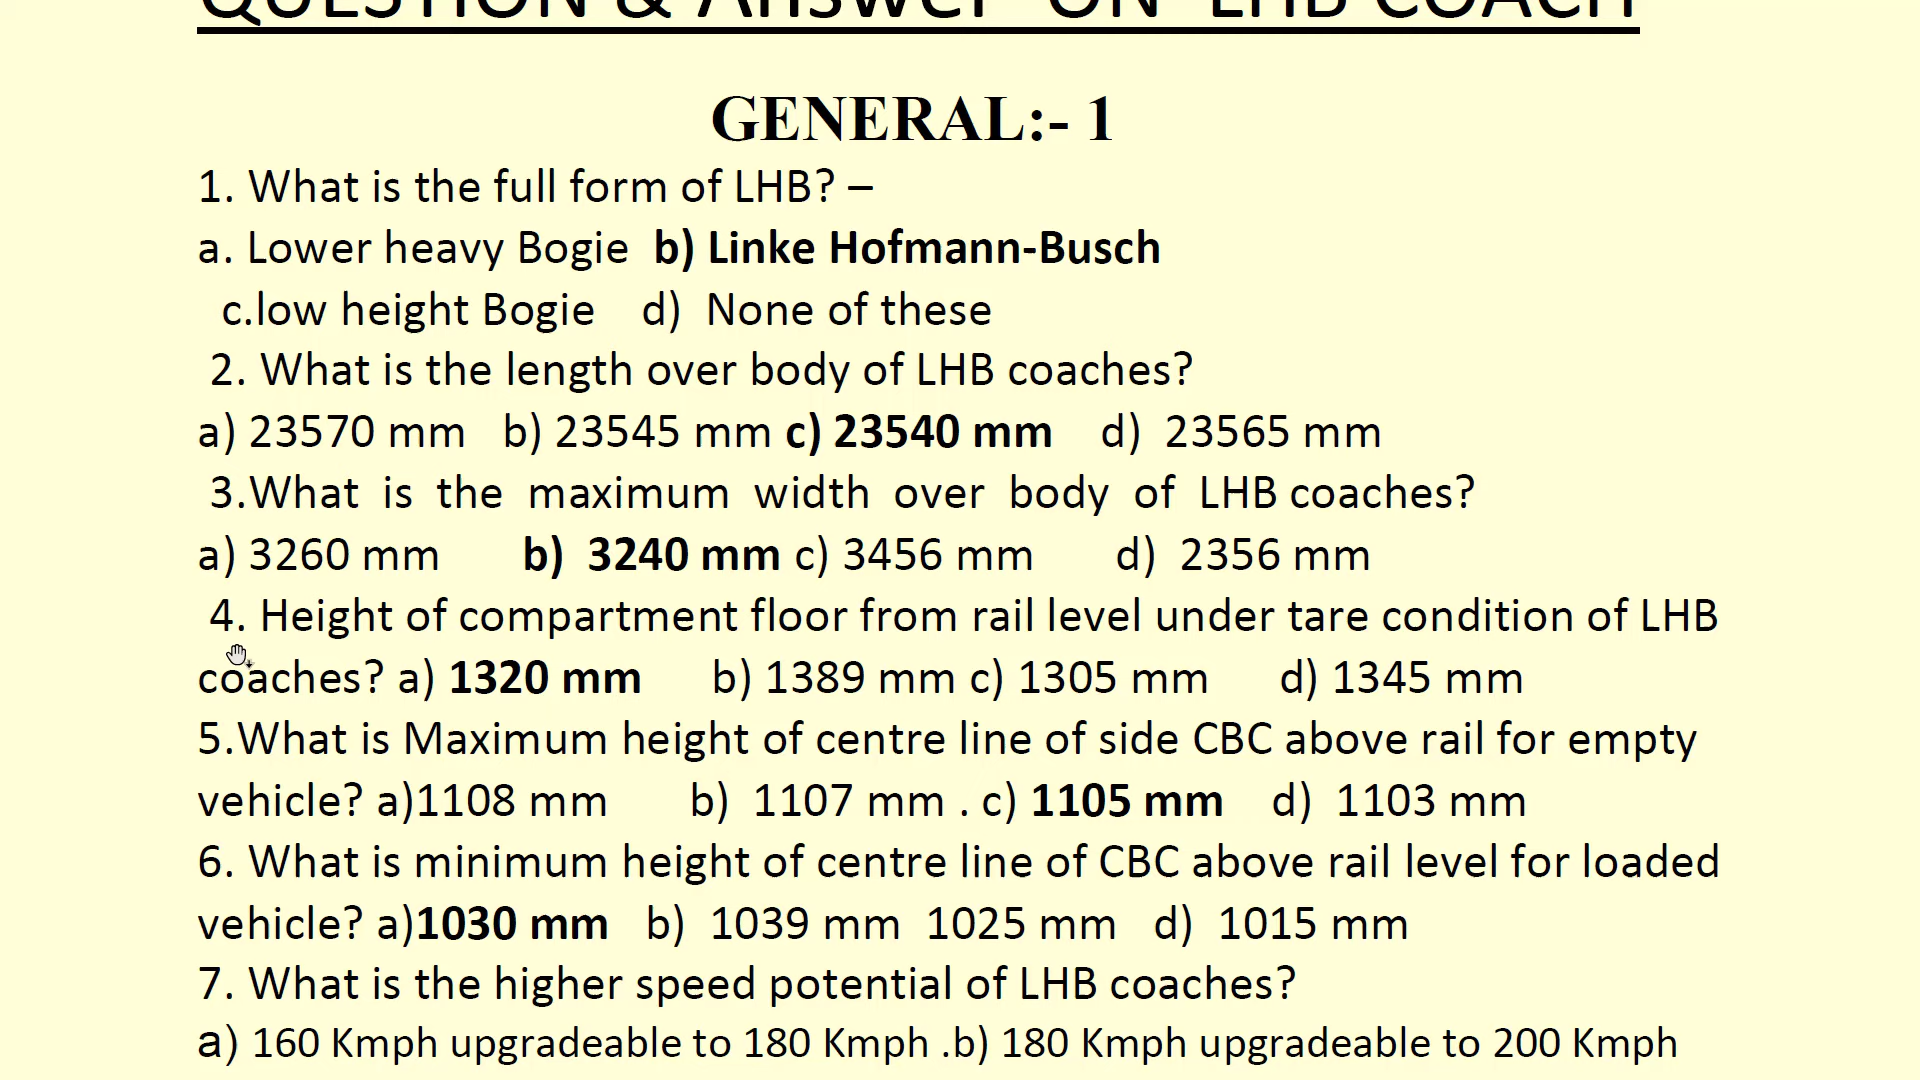 QUESTION & Answer ON LHB COACH
GENERAL:- 1
1. What is the full form of LHB? –
a. Lower heavy Bogie b) Linke Hofmann-Busch
c.low height Bogie d) None of these
2. What is the length over body of LHB coaches?
a) 23570 mm b) 23545 mm c) 23540 mm d) 23565 mm
3.What is the maximum width over body of LHB coaches?
a) 3260 mm b) 3240 mm c) 3456 mm d) 2356 mm
4. Height of compartment floor from rail level under tare condition of LHB
coaches? a) 1320 mm b) 1389 mm c) 1305 mm d) 1345 mm
5.What is Maximum height of centre line of side CBC above rail for empty
vehicle? a)1108 mm b) 1107 mm . c) 1105 mm d) 1103 mm
6. What is minimum height of centre line of CBC above rail level for loaded
vehicle? a)1030 mm b) 1039 mm 1025 mm d) 1015 mm
7. What is the higher speed potential of LHB coaches?
a) 160 Kmph upgradeable to 180 Kmph .b) 180 Kmph upgradeable to 200 Kmph